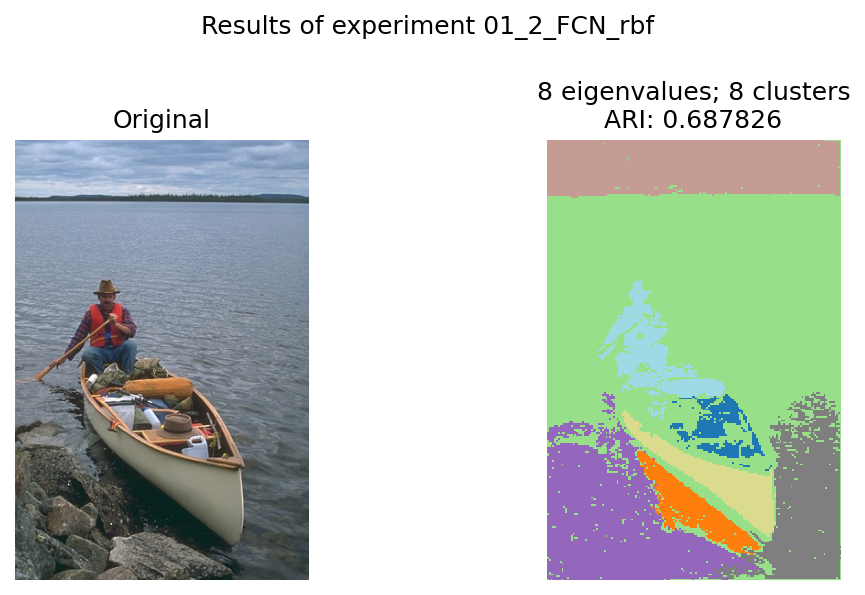 Results of experiment 01_2_FCN_rbf
Original
8 eigenvalues; 8 clusters
ARI: 0.687826